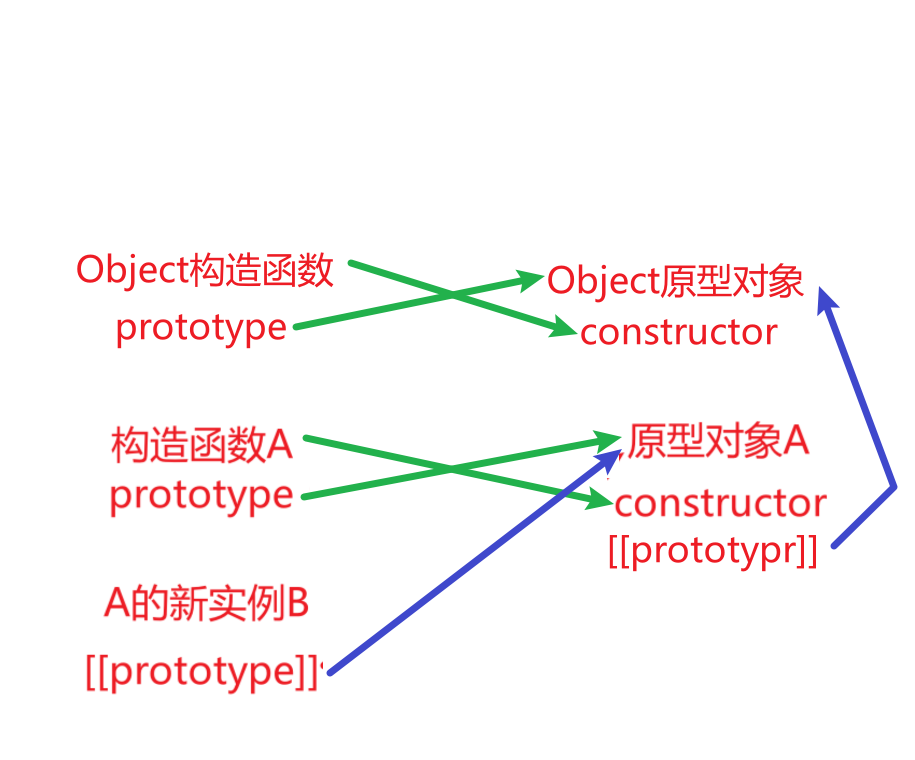 Object构造函数
prototype
Object原型对象
constructor
构造函数A
prototype
原型对象A
constructor
[[prototypr]]
A的新实例B
[[prototype]]